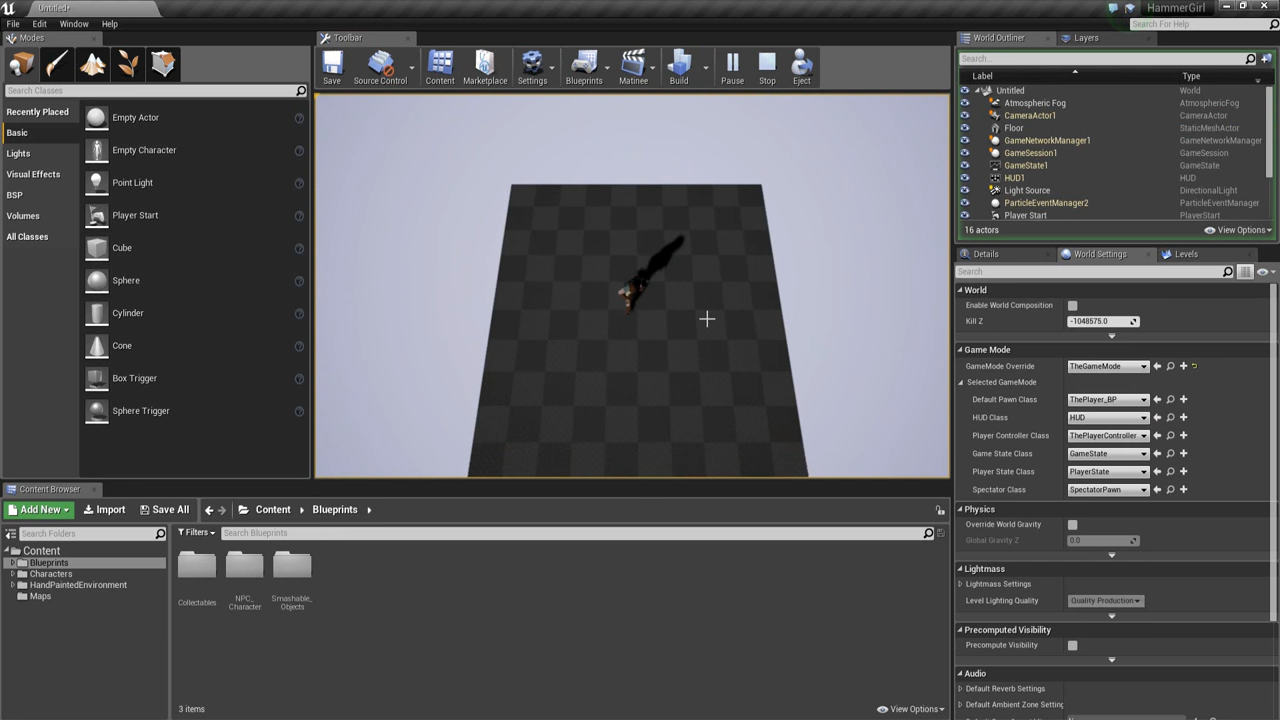 Untitled*
HammerGirl
File Edit Window Help
Search For Help
Modes
Toolbar
World Outliner
Layers
Save
Source Control
Content
Marketplace
Settings
Blueprints
Matinee
Build
Pause
Stop
Eject
Search Classes
Recently Placed
Basic
Lights
Visual Effects
BSP
Volumes
All Classes
Empty Actor
Empty Character
Point Light
Player Start
Cube
Sphere
Cylinder
Cone
Box Trigger
Sphere Trigger
Search...
Label Type
Untitled World
Atmospheric Fog AtmosphericFog
CameraActor1 CameraActor
Floor StaticMeshActor
GameNetworkManager1 GameNetworkManager
GameSession1 GameSession
GameState1 GameState
HUD1 HUD
Light Source DirectionalLight
ParticleEventManager2 ParticleEventManager
Player Start PlayerStart
16 actors View Options
Details
World Settings
Levels
Search
World
Enable World Composition
Kill Z -1048575.0
Game Mode
GameMode Override TheGameMode
Selected GameMode
Default Pawn Class ThePlayer_BP
HUD Class HUD
Player Controller Class ThePlayerController
Game State Class GameState
Player State Class PlayerState
Spectator Class SpectatorPawn
Physics
Override World Gravity
Global Gravity Z 0.0
Lightmass
Lightmass Settings
Level Lighting Quality Quality Production
Precomputed Visibility
Precompute Visibility
Audio
Default Reverb Settings
Default Ambient Zone Setting
Content Browser
Add New Import Save All Content Blueprints
Search Folders
Filters Search Blueprints
Content
Blueprints
Characters
HandPaintedEnvironment
Maps
Collectables
NPC_
Character
Smashable_
Objects
3 items View Options